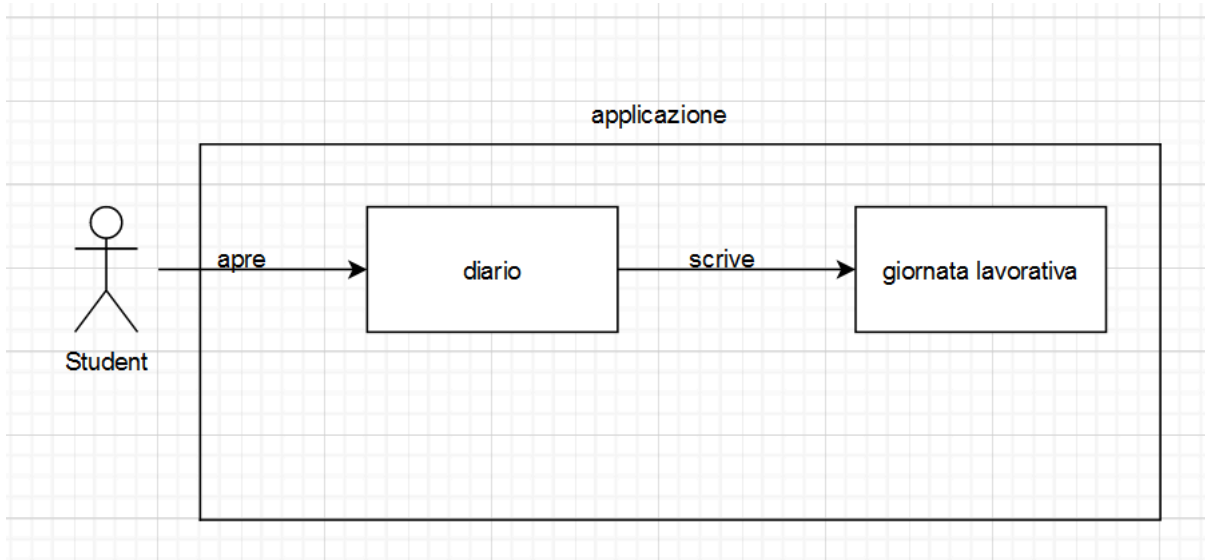 applicazione
apre
diario
scrive
giornata lavorativa
Student